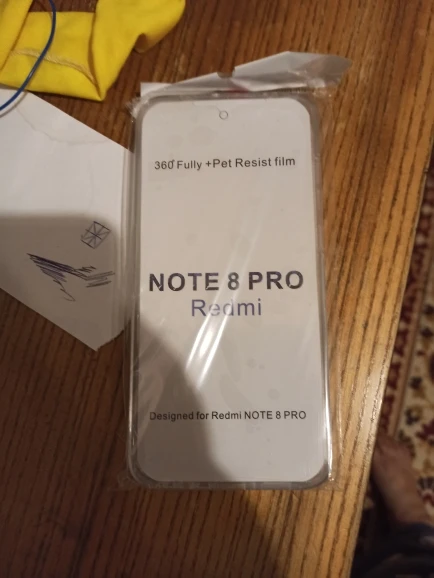 360° Fully +Pet Resist film
NOTE 8 PRO
Redmi
Designed for Redmi NOTE 8 PRO